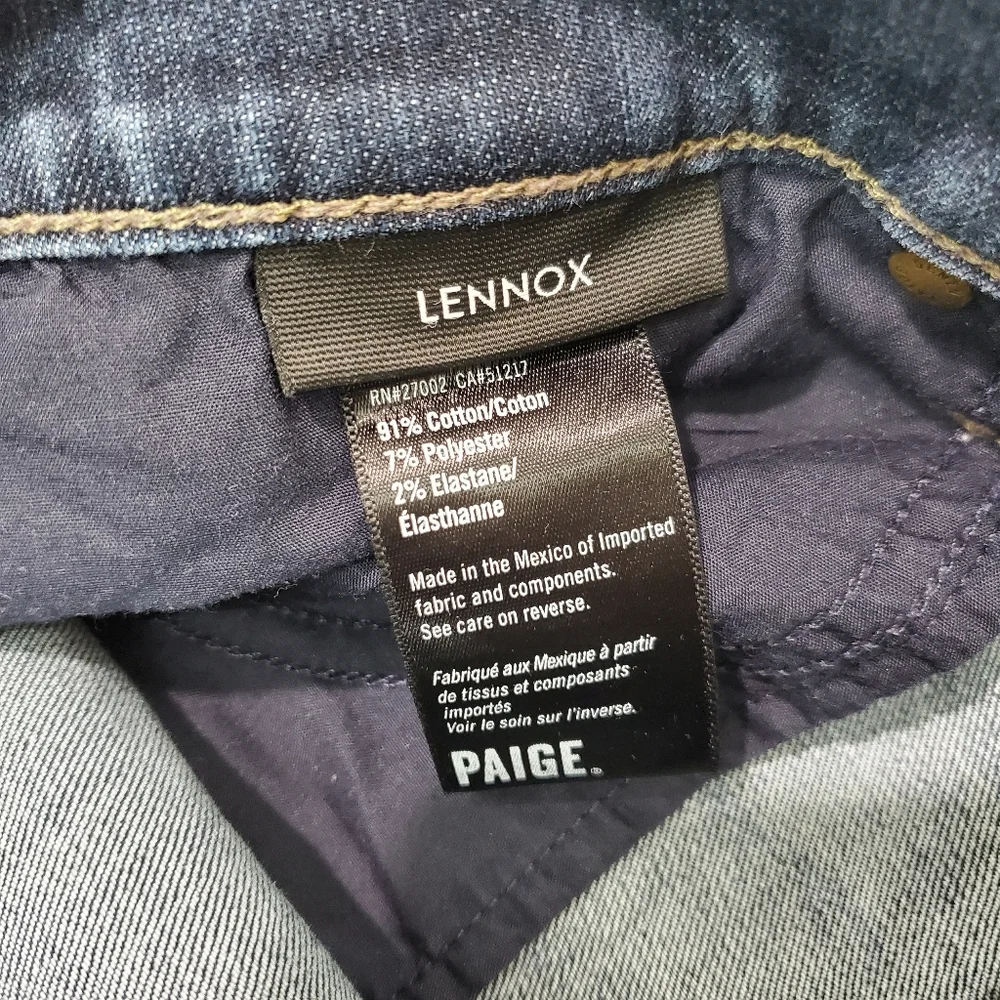 LENNOX
RN#27002 CA#51217
91% Cotton/Coton
7% Polyester
2% Elastane/
Élasthanne
Made in the Mexico of Imported
fabric and components.
See care on reverse.
Fabriqué aux Mexique à partir
de tissus et composants
importés
Voir le soin sur l'inverse.
PAIGE®